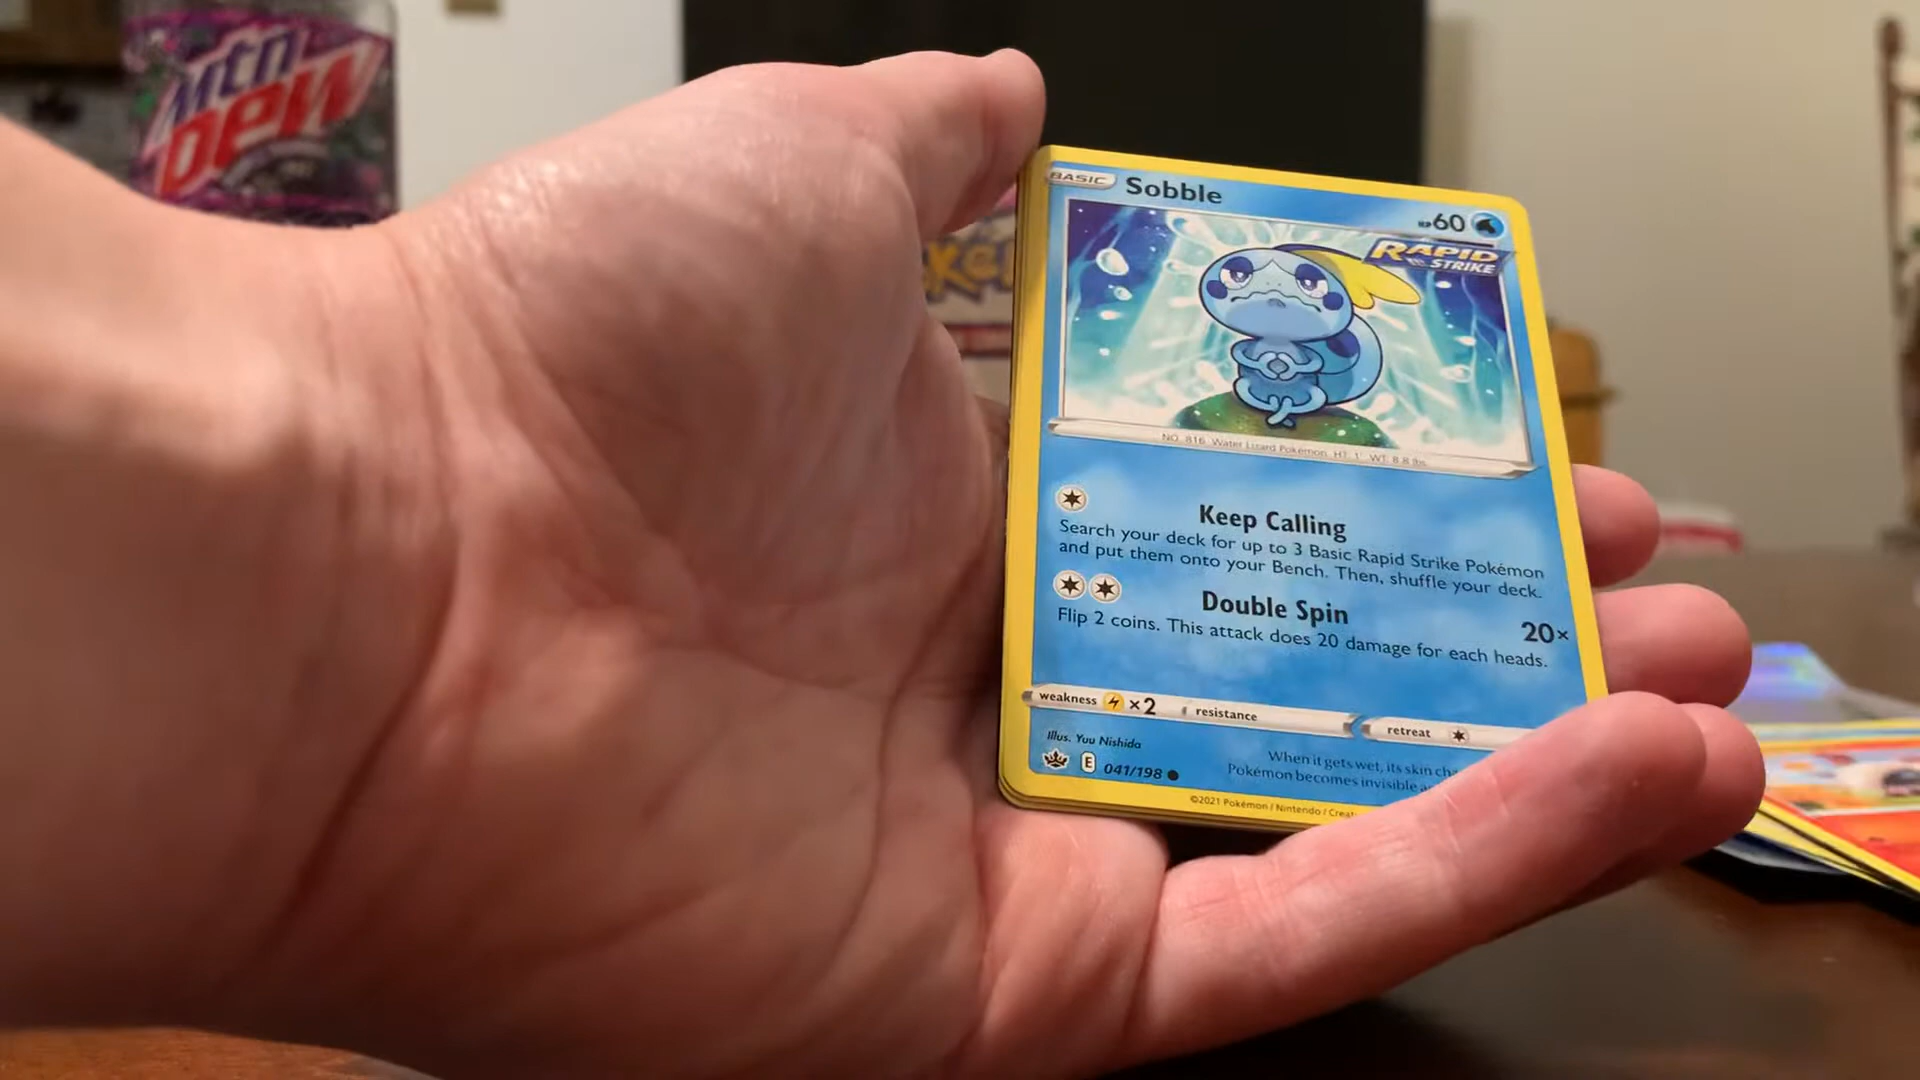 Mtn
Dew
BASIC Sobble
HP 60
RAPID
STRIKE
NO. 816 Water Lizard Pokémon HT: 1' WT: 8.8 lbs.
Keep Calling
Search your deck for up to 3 Basic Rapid Strike Pokémon
and put them onto your Bench. Then, shuffle your deck.
Double Spin
20×
Flip 2 coins. This attack does 20 damage for each heads.
weakness ×2 resistance retreat
Illus. Yuu Nishida
E 041/198
When it gets wet, its skin
Pokémon becomes invisible
©2021 Pokémon / Nintendo /